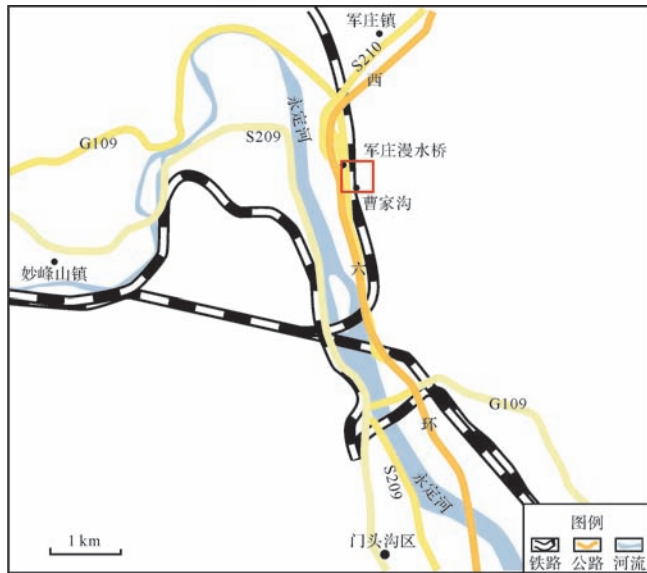 军庄镇
S210
西
永定河
G109
S209
军庄漫水桥
曹家沟
妙峰山镇
六
G109
环
S209
永定河
1 km
门头沟区
图例
铁路 公路 河流